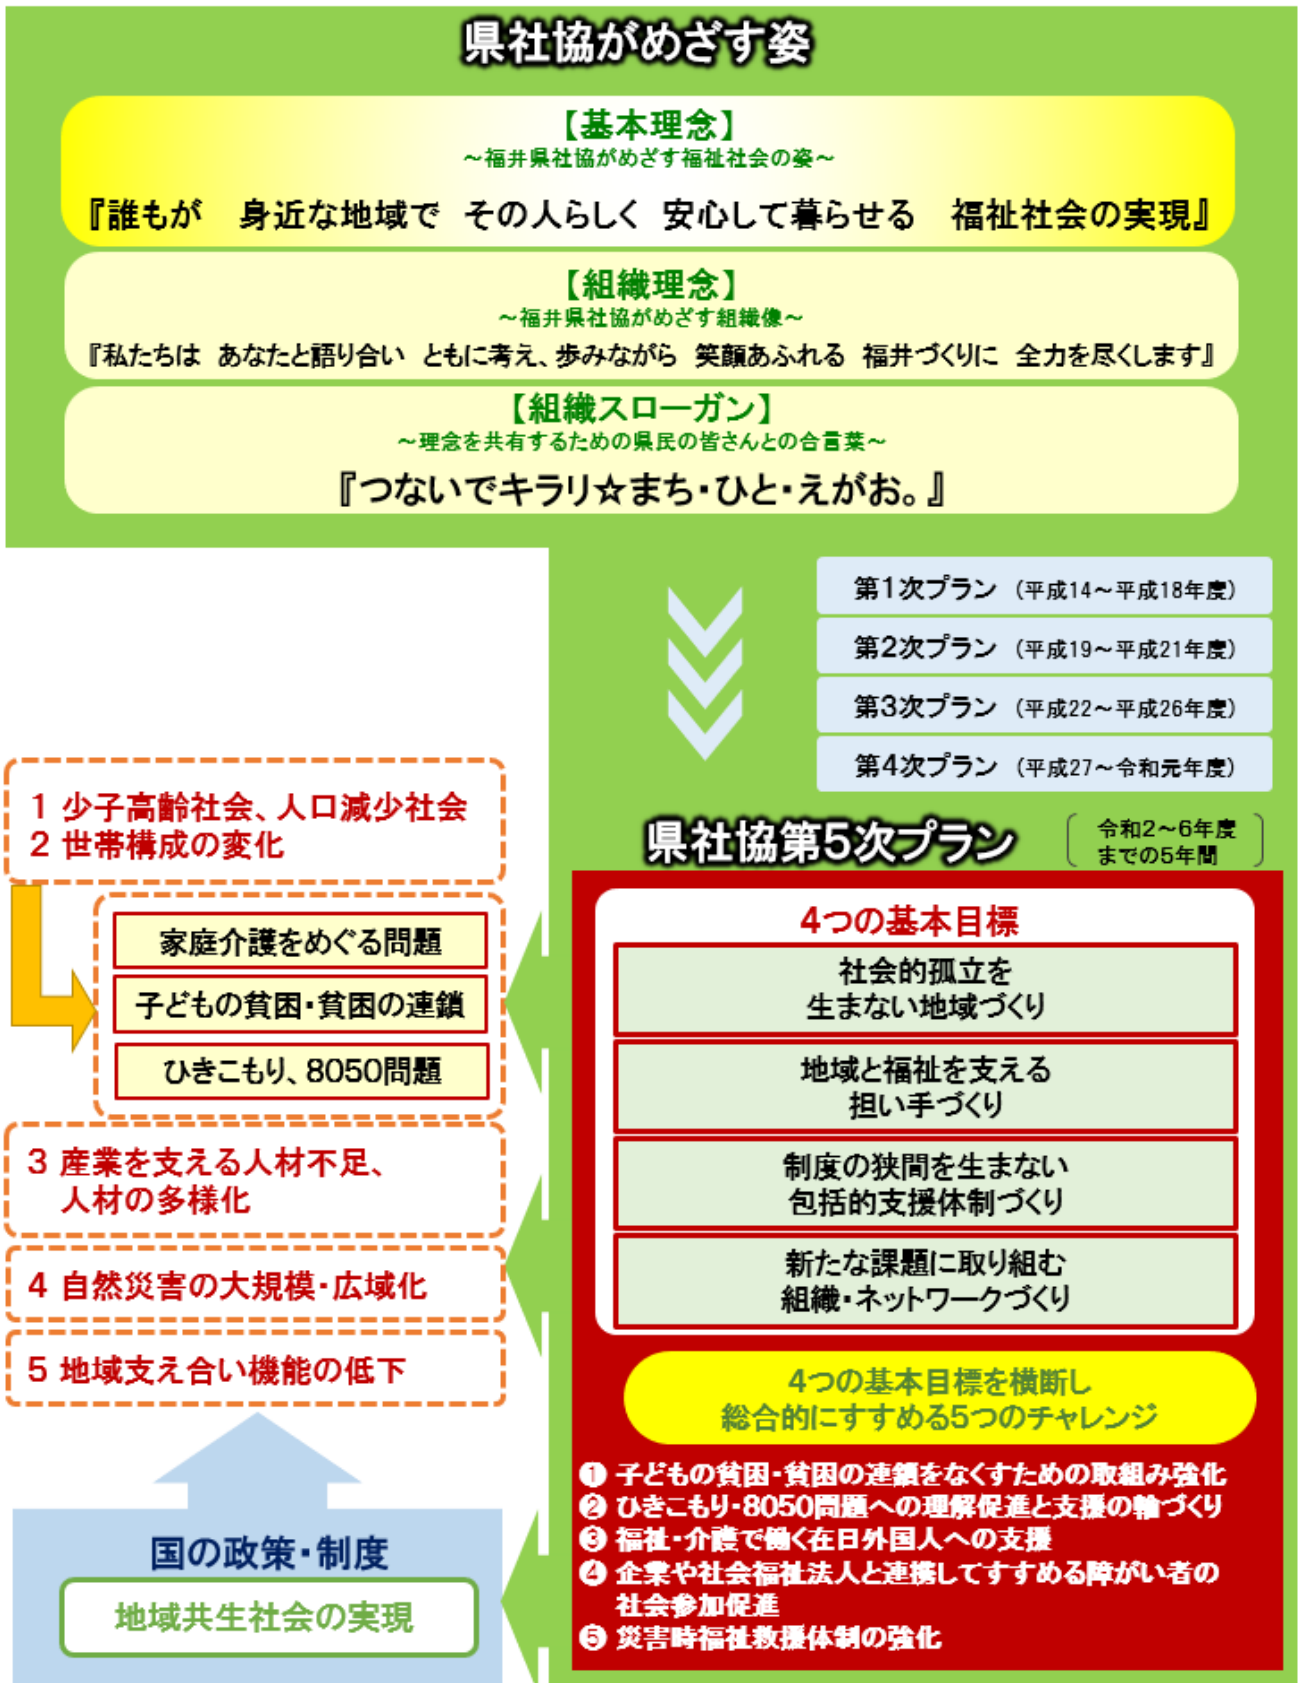 県社協がめざす姿
【基本理念】
～福井県社協がめざす福祉社会の姿～
『誰もが　身近な地域で　その人らしく　安心して暮らせる　福祉社会の実現』
【組織理念】
～福井県社協がめざす組織像～
『私たちは　あなたと語り合い　ともに考え、歩みながら　笑顔あふれる　福井づくりに　全力を尽くします』
【組織スローガン】
～理念を共有するための県民の皆さんとの合言葉～
『つないでキラリ☆まち・ひと・えがお。』
第1次プラン（平成14～平成18年度）
第2次プラン（平成19～平成21年度）
第3次プラン（平成22～平成26年度）
第4次プラン（平成27～令和元年度）
1 少子高齢社会、人口減少社会
2 世帯構成の変化
家庭介護をめぐる問題
子どもの貧困・貧困の連鎖
ひきこもり、8050問題
3 産業を支える人材不足、
人材の多様化
4 自然災害の大規模・広域化
5 地域支え合い機能の低下
国の政策・制度
地域共生社会の実現
県社協第5次プラン
令和2～6年度
までの5年間
4つの基本目標
社会的孤立を
生まない地域づくり
地域と福祉を支える
担い手づくり
制度の狭間を生まない
包括的支援体制づくり
新たな課題に取り組む
組織・ネットワークづくり
4つの基本目標を横断し
総合的にすすめる5つのチャレンジ
❶ 子どもの貧困・貧困の連鎖をなくすための取組み強化
❷ ひきこもり・8050問題への理解促進と支援の輪づくり
❸ 福祉・介護で働く在日外国人への支援
❹ 企業や社会福祉法人と連携してすすめる障がい者の
社会参加促進
❺ 災害時福祉救援体制の強化